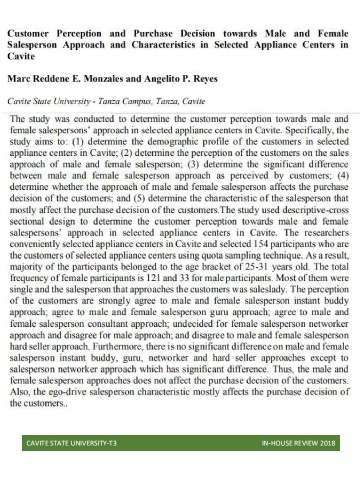 Customer Perception and Purchase Decision towards Male and Female
Salesperson Approach and Characteristics in Selected Appliance Centers in
Cavite
Marc Reddene E. Monzales and Angelito P. Reyes
Cavite State University - Tanza Campus, Tanza, Cavite
The study was conducted to determine the customer perception towards male and
female salespersons' approach in selected appliance centers in Cavite. Specifically, the
study aims to: (1) determine the demographic profile of the customers in selected
appliance centers in Cavite; (2) determine the perception of the customers on the sales
approach of male and female salesperson; (3) determine the significant difference
between male and female salesperson approach as perceived by customers; (4)
determine whether the approach of male and female salesperson affects the purchase
decision of the customers; and (5) determine the characteristic of the salesperson that
mostly affect the purchase decision of the customers.The study used descriptive-cross
sectional design to determine the customer perception towards male and female
salespersons' approach in selected appliance centers in Cavite. The researchers
conveniently selected appliance centers in Cavite and selected 154 participants who are
the customers of selected appliance centers using quota sampling technique. As a result,
majority of the participants belonged to the age bracket of 25-31 years old. The total
frequency of female participants is 121 and 33 for male participants. Most of them were
single and the salesperson that approaches the customers was saleslady. The perception
of the customers are strongly agree to male and female salesperson instant buddy
approach; agree to male and female salesperson guru approach; agree to male and
female salesperson consultant approach; undecided for female salesperson networker
approach and disagree for male approach; and disagree to male and female salesperson
hard seller approach. Furthermore, there is no significant difference on male and female
salesperson instant buddy, guru, networker and hard seller approaches except to
salesperson networker approach which has significant difference. Thus, the male and
female salesperson approaches does not affect the purchase decision of the customers.
Also, the ego-drive salesperson characteristic mostly affects the purchase decision of
the customers..
CAVITE STATE UNIVERSITY-T3 IN-HOUSE REVIEW 2018